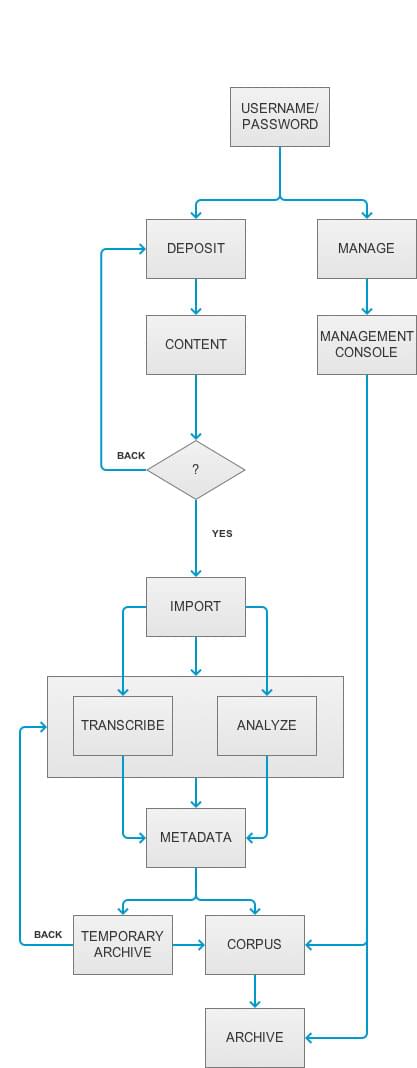 USERNAME/
PASSWORD
DEPOSIT
MANAGE
CONTENT
MANAGEMENT
CONSOLE
BACK
?
YES
IMPORT
TRANSCRIBE
ANALYZE
METADATA
BACK
TEMPORARY
ARCHIVE
CORPUS
ARCHIVE